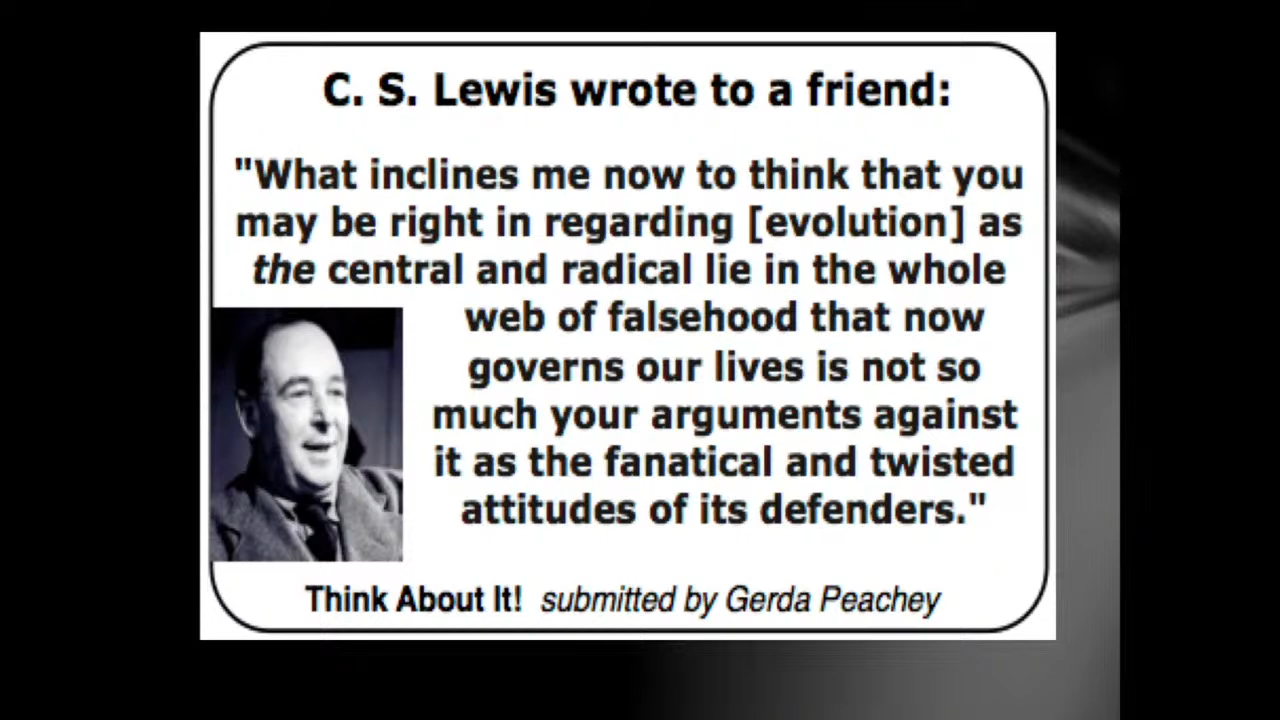 C. S. Lewis wrote to a friend:
"What inclines me now to think that you
may be right in regarding [evolution] as
the central and radical lie in the whole
web of falsehood that now
governs our lives is not so
much your arguments against
it as the fanatical and twisted
attitudes of its defenders."
Think About It! submitted by Gerda Peachey